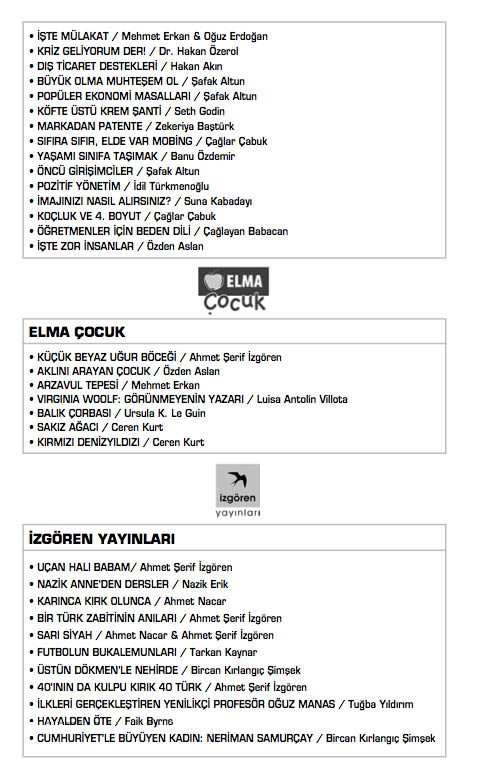 • İŞTE MÜLAKAT / Mehmet Erkan & Oğuz Erdoğan
• KRİZ GELİYORUM DER! / Dr. Hakan Özerol
• DIŞ TİCARET DESTEKLERİ / Hakan Akın
• BÜYÜK OLMA MUHTEŞEM OL / Şafak Altun
• POPÜLER EKONOMİ MASALLARI / Şafak Altun
• KÖFTE ÜSTÜ KREM ŞANTİ / Seth Godin
• MARKADAN PATENTE / Zekeriya Baştürk
• SIFIRA SIFIR, ELDE VAR MOBİNG / Çağlar Çabuk
• YAŞAMI SINIFA TAŞIMAK / Banu Özdemir
• ÖNCÜ GİRİŞİMCİLER / Şafak Altun
• POZİTİF YÖNETİM / İdil Türkmenoğlu
• İMAJINIZI NASIL ALIRSINIZ? / Suna Kabadayı
• KOÇLUK VE 4. BOYUT / Çağlar Çabuk
• ÖĞRETMENLER İÇİN BEDEN DİLİ / Çağlayan Babacan
• İŞTE ZOR İNSANLAR / Özden Aslan
ELMA
Çocuk
ELMA ÇOCUK
• KÜÇÜK BEYAZ UĞUR BÖCEĞİ / Ahmet Şerif İzgören
• AKLINI ARAYAN ÇOCUK / Özden Aslan
• ARZAVUL TEPESİ / Mehmet Erkan
• VIRGINIA WOOLF: GÖRÜNMEYENİN YAZARI / Luisa Antolin Villota
• BALIK ÇORBASI / Ursula K. Le Guin
• SAKIZ AĞACI / Ceren Kurt
• KIRMIZI DENİZYILDIZI / Ceren Kurt
izgören
yayınları
İZGÖREN YAYINLARI
• UÇAN HALI BABAM/ Ahmet Şerif İzgören
• NAZİK ANNE'DEN DERSLER / Nazik Erik
• KARINCA KIRK OLUNCA / Ahmet Nacar
• BİR TÜRK ZABİTİNİN ANILARI / Ahmet Şerif İzgören
• SARI SİYAH / Ahmet Nacar & Ahmet Şerif İzgören
• FUTBOLUN BUKALEMUNLARI / Tarkan Kaynar
• ÜSTÜN DÖKMEN'LE NEHİRDE / Bircan Kırlangıç Şimşek
• 40'ININ DA KULPU KIRIK 40 TÜRK / Ahmet Şerif İzgören
• İLKLERİ GERÇEKLEŞTİREN YENİLİKÇİ PROFESÖR OĞUZ MANAS / Tuğba Yıldırım
• HAYALDEN ÖTE / Faik Byrns
• CUMHURİYET'LE BÜYÜYEN KADIN: NERİMAN SAMURÇAY / Bircan Kırlangıç Şimşek